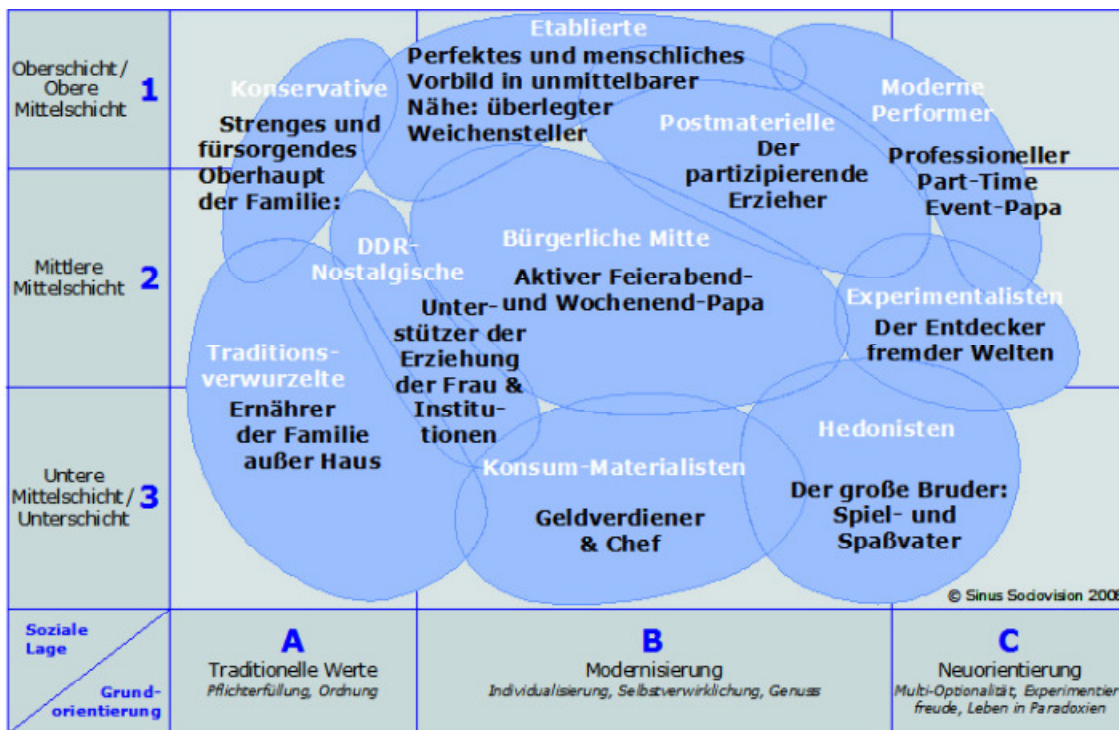 Oberschicht /
Obere
Mittelschicht
1
Mittlere
Mittelschicht
2
Untere
Mittelschicht /
Unterschicht
3
Konservative
Strenges und
fürsorgendes
Oberhaupt
der Familie:
Etablierte
Perfektes und menschliches
Vorbild in unmittelbarer
Nähe: überlegter
Weichensteller
Postmaterielle
Der
partizipierende
Erzieher
Moderne
Performer
Professioneller
Part-Time
Event-Papa
DDR-
Nostalgische
Unter-
stützer der
Erziehung
der Frau &
Institu-
tionen
Bürgerliche Mitte
Aktiver Feierabend-
und Wochenend-Papa
Experimentalisten
Der Entdecker
fremder Welten
Traditions-
verwurzelte
Ernährer
der Familie
außer Haus
Konsum-Materialisten
Geldverdiener
& Chef
Hedonisten
Der große Bruder:
Spiel- und
Spaßvater
© Sinus Sociovision 2008
Soziale
Lage
Grund-
orientierung
A
Traditionelle Werte
Pflichterfüllung, Ordnung
B
Modernisierung
Individualisierung, Selbstverwirklichung, Genuss
C
Neuorientierung
Multi-Optionalität, Experimentier
freude, Leben in Paradoxien